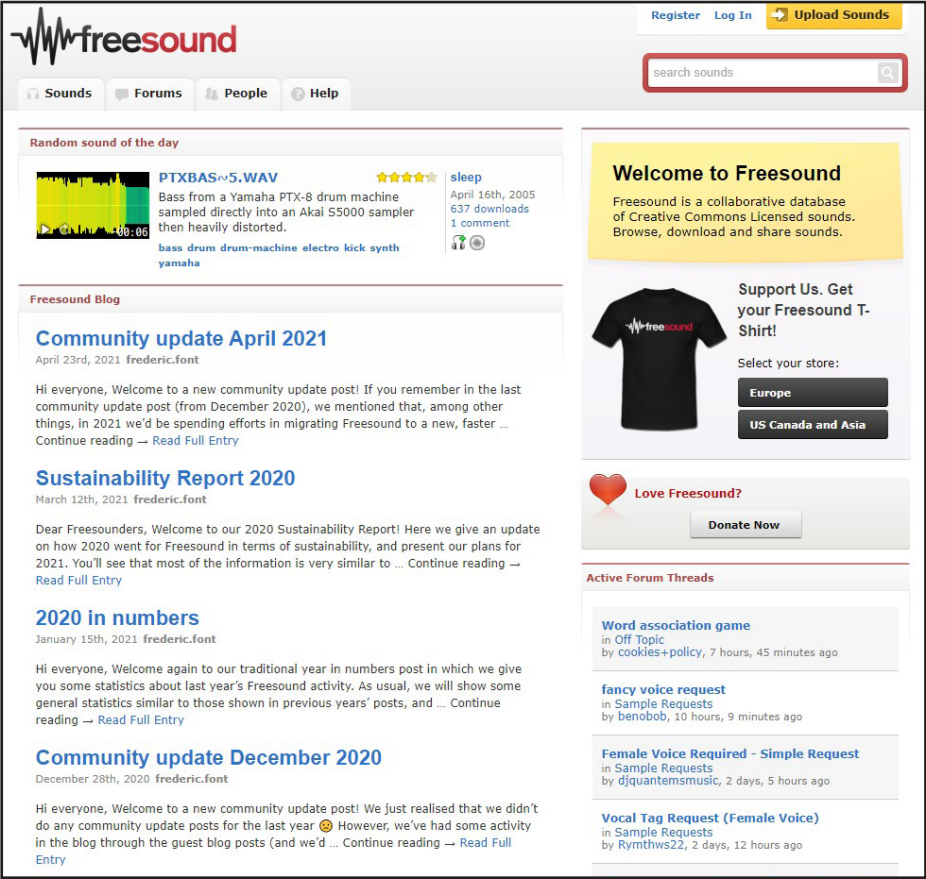 freesound
Register Log In Upload Sounds
search sounds
Sounds Forums People Help
Random sound of the day
00:06
PTXBAS~5.WAV
Bass from a Yamaha PTX-8 drum machine
sampled directly into an Akai S5000 sampler
then heavily distorted.
bass drum drum-machine electro kick synth
yamaha
sleep
April 16th, 2005
637 downloads
1 comment
Freesound Blog
Community update April 2021
April 23rd, 2021 frederic.font
Hi everyone, Welcome to a new community update post! If you remember in the last
community update post (from December 2020), we mentioned that, among other
things, in 2021 we’d be spending efforts in migrating Freesound to a new, faster …
Continue reading → Read Full Entry
Sustainability Report 2020
March 12th, 2021 frederic.font
Dear Freesounders, Welcome to our 2020 Sustainability Report! Here we give an update
on how 2020 went for Freesound in terms of sustainability, and present our plans for
2021. You’ll see that most of the information is very similar to … Continue reading →
Read Full Entry
2020 in numbers
January 15th, 2021 frederic.font
Hi everyone, Welcome again to our traditional year in numbers post in which we give
you some statistics about last year’s Freesound activity. As usual, we will show some
general statistics similar to those shown in previous years’ posts, and … Continue
reading → Read Full Entry
Community update December 2020
December 28th, 2020 frederic.font
Hi everyone, Welcome to a new community update post! We just realised that we didn’t
do any community update posts for the last year 🙁 However, we’ve had some activity
in the blog through the guest blog posts (and we’d … Continue reading → Read Full
Entry
Welcome to Freesound
Freesound is a collaborative database
of Creative Commons Licensed sounds.
Browse, download and share sounds.
freesound
Support Us. Get
your Freesound T-
Shirt!
Select your store:
Europe
US Canada and Asia
Love Freesound?
Donate Now
Active Forum Threads
Word association game
in Off Topic
by cookies+policy, 7 hours, 45 minutes ago
fancy voice request
in Sample Requests
by benobob, 10 hours, 9 minutes ago
Female Voice Required - Simple Request
in Sample Requests
by djquantemsmusic, 2 days, 5 hours ago
Vocal Tag Request (Female Voice)
in Sample Requests
by Rymthws22, 2 days, 12 hours ago